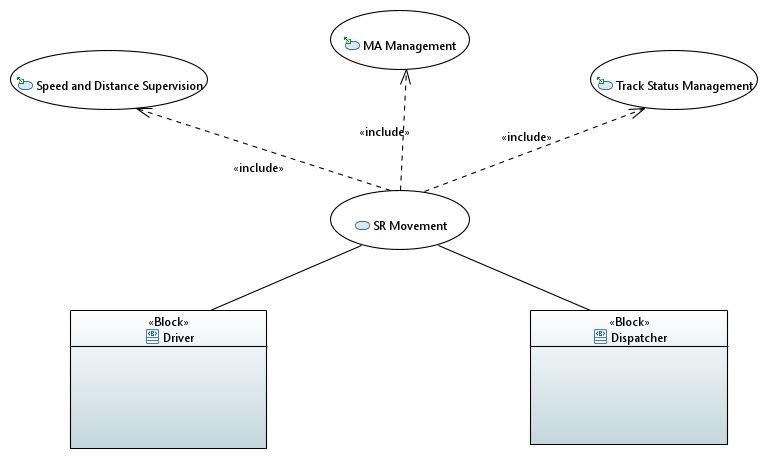 MA Management
Speed and Distance Supervision
Track Status Management
«include»
«include»
«include»
SR Movement
«Block»
Driver
«Block»
Dispatcher